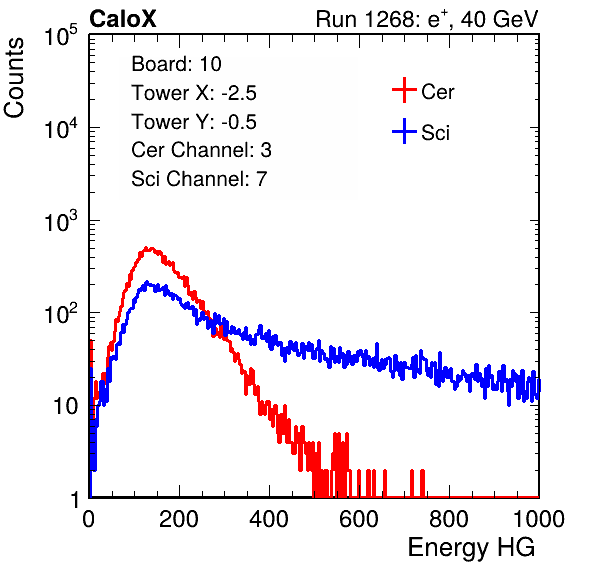 CaloX Run 1268: e⁺, 40 GeV
Counts
Board: 10
Tower X: -2.5
Tower Y: -0.5
Cer Channel: 3
Sci Channel: 7
Cer
Sci
10⁵
10⁴
10³
10²
10
1
0 200 400 600 800 1000
Energy HG